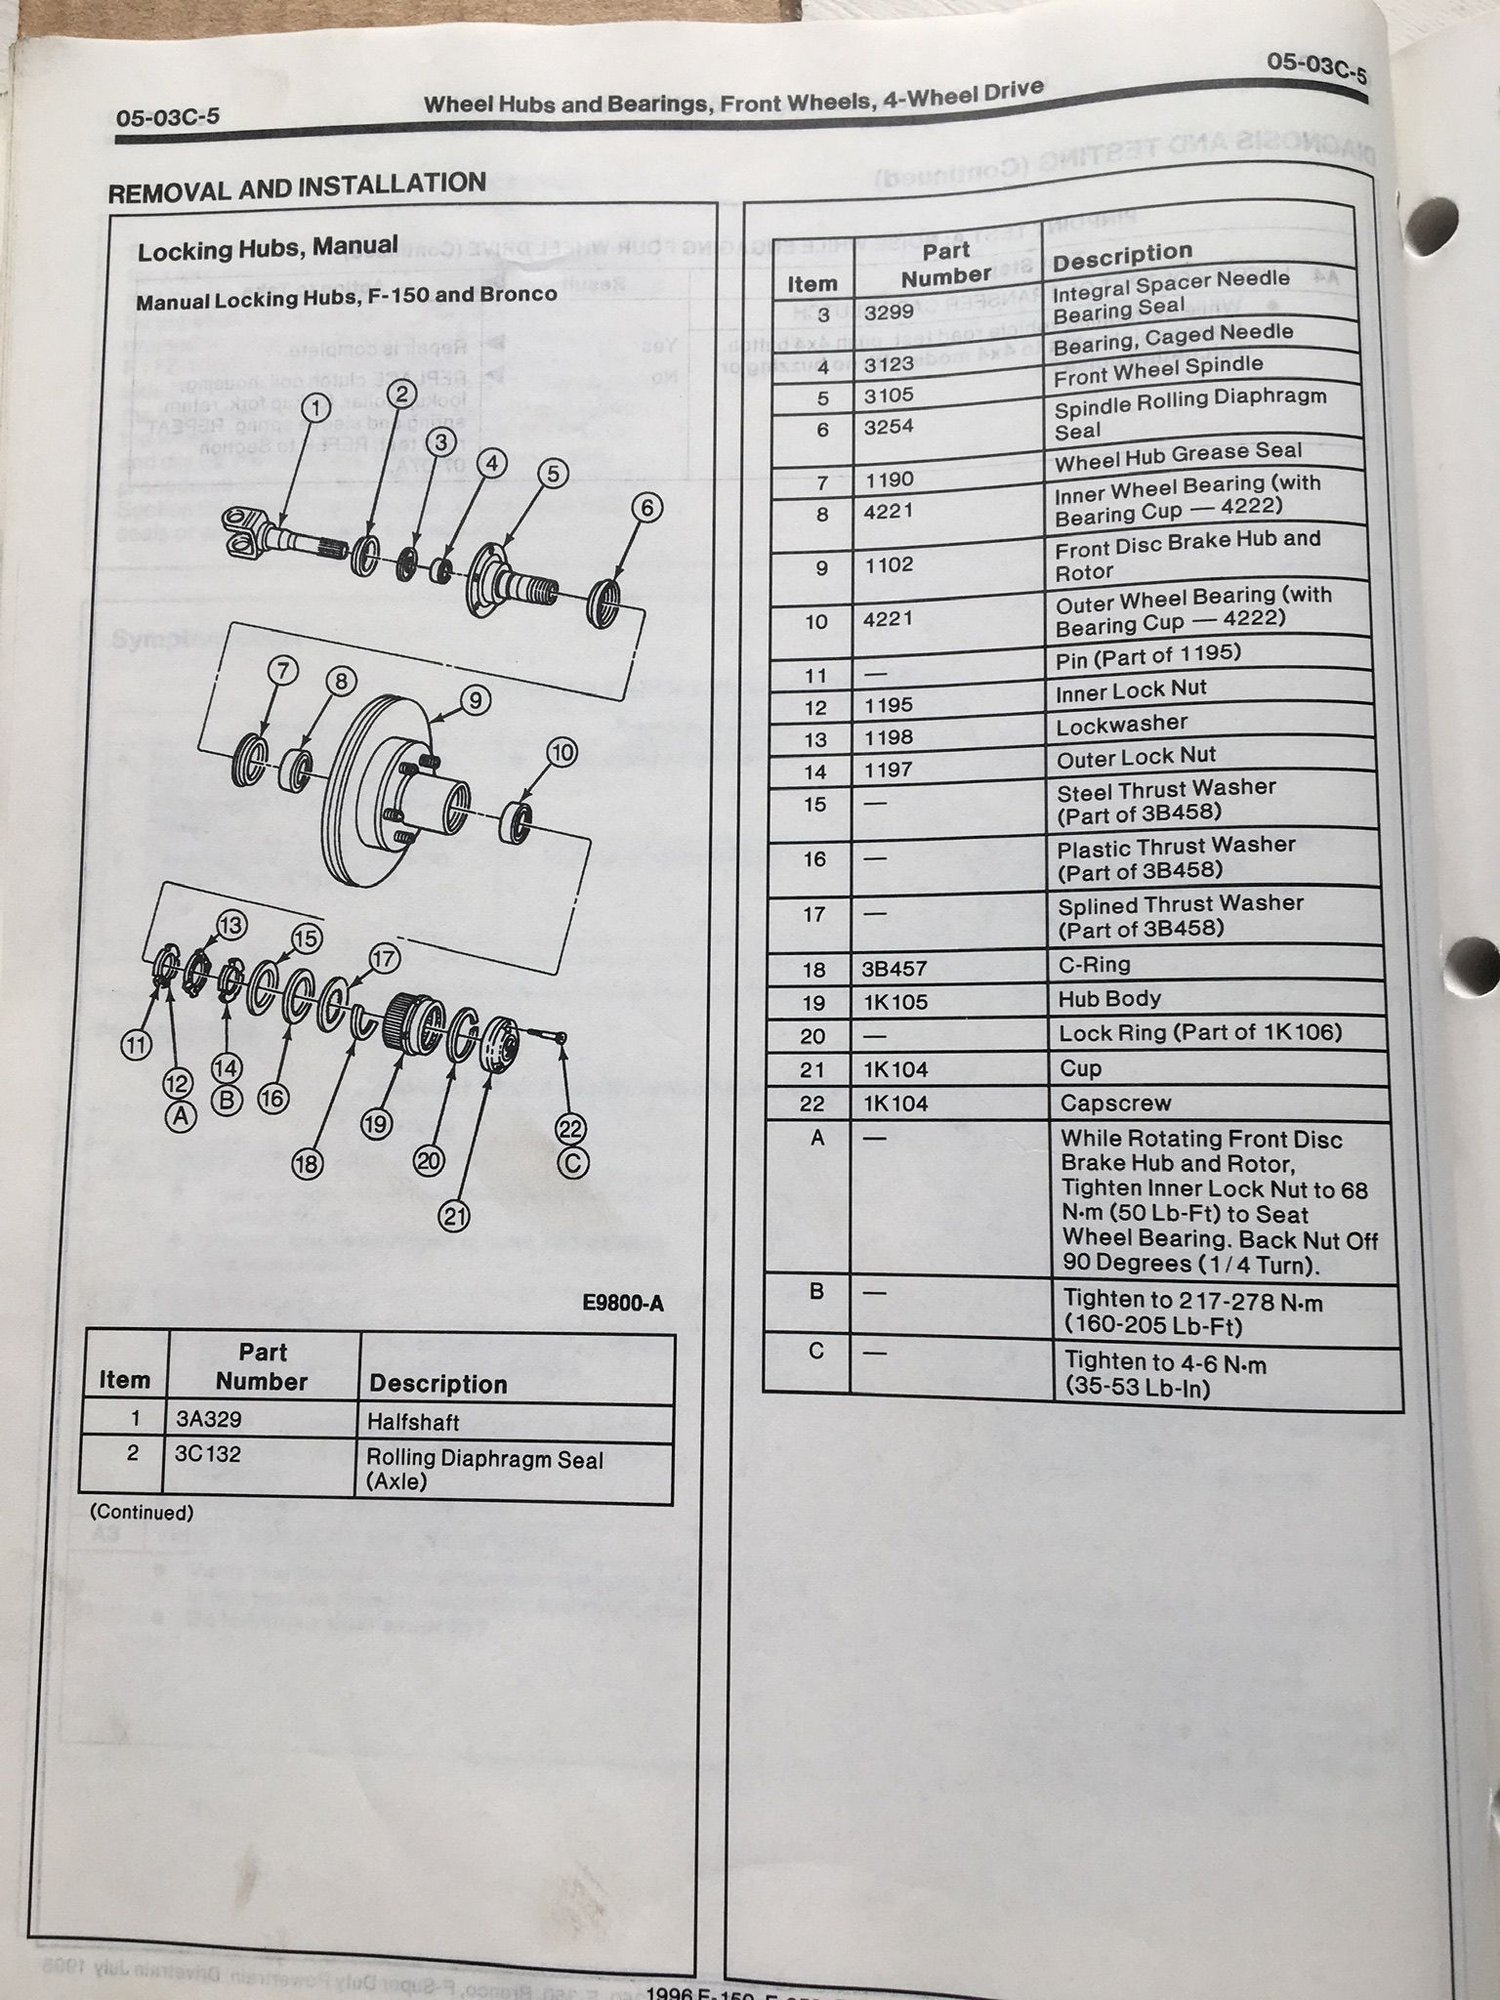 05-03C-5
Wheel Hubs and Bearings, Front Wheels, 4-Wheel Drive
05-03C-5
REMOVAL AND INSTALLATION
Locking Hubs, Manual
Manual Locking Hubs, F-150 and Bronco
1
2
3
4
5
6
7
8
9
10
13
15
17
11
12
A
14
B
16
18
19
20
21
22
C
E9800-A
Item Part Number Description
1 3A329 Halfshaft
2 3C132 Rolling Diaphragm Seal
(Axle)
(Continued)
Item Part Number Description
3 3299 Integral Spacer Needle
Bearing Seal
4 3123 Bearing, Caged Needle
5 3105 Front Wheel Spindle
6 3254 Spindle Rolling Diaphragm
Seal
7 1190 Wheel Hub Grease Seal
8 4221 Inner Wheel Bearing (with
Bearing Cup — 4222)
9 1102 Front Disc Brake Hub and
Rotor
10 4221 Outer Wheel Bearing (with
Bearing Cup — 4222)
11 — Pin (Part of 1195)
12 1195 Inner Lock Nut
13 1198 Lockwasher
14 1197 Outer Lock Nut
15 — Steel Thrust Washer
(Part of 3B458)
16 — Plastic Thrust Washer
(Part of 3B458)
17 — Splined Thrust Washer
(Part of 3B458)
18 3B457 C-Ring
19 1K105 Hub Body
20 — Lock Ring (Part of 1K106)
21 1K104 Cup
22 1K104 Capscrew
A — While Rotating Front Disc
Brake Hub and Rotor,
Tighten Inner Lock Nut to 68
N•m (50 Lb-Ft) to Seat
Wheel Bearing. Back Nut Off
90 Degrees (1/4 Turn).
B — Tighten to 217-278 N•m
(160-205 Lb-Ft)
C — Tighten to 4-6 N•m
(35-53 Lb-In)
1996 F-150,